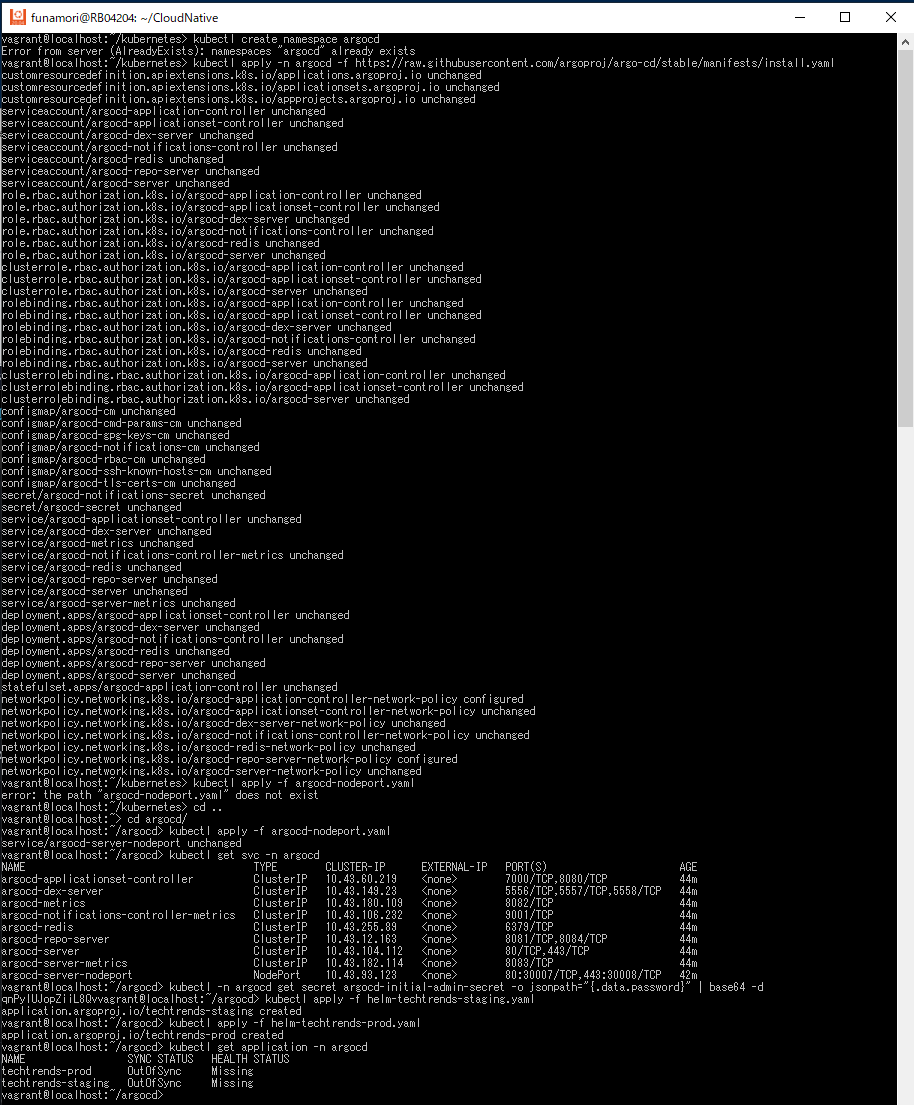 funamori@RB04204: ~/CloudNative
vagrant@localhost:~/kubernetes> kubectl create namespace argocd
Error from server (AlreadyExists): namespaces "argocd" already exists
vagrant@localhost:~/kubernetes> kubectl apply -n argocd -f https://raw.githubusercontent.com/argoproj/argo-cd/stable/manifests/install.yaml
customresourcedefinition.apiextensions.k8s.io/applications.argoproj.io unchanged
customresourcedefinition.apiextensions.k8s.io/applicationsets.argoproj.io unchanged
customresourcedefinition.apiextensions.k8s.io/appprojects.argoproj.io unchanged
serviceaccount/argocd-application-controller unchanged
serviceaccount/argocd-applicationset-controller unchanged
serviceaccount/argocd-dex-server unchanged
serviceaccount/argocd-notifications-controller unchanged
serviceaccount/argocd-redis unchanged
serviceaccount/argocd-repo-server unchanged
serviceaccount/argocd-server unchanged
role.rbac.authorization.k8s.io/argocd-application-controller unchanged
role.rbac.authorization.k8s.io/argocd-applicationset-controller unchanged
role.rbac.authorization.k8s.io/argocd-dex-server unchanged
role.rbac.authorization.k8s.io/argocd-notifications-controller unchanged
role.rbac.authorization.k8s.io/argocd-redis unchanged
role.rbac.authorization.k8s.io/argocd-server unchanged
clusterrole.rbac.authorization.k8s.io/argocd-application-controller unchanged
clusterrole.rbac.authorization.k8s.io/argocd-applicationset-controller unchanged
clusterrole.rbac.authorization.k8s.io/argocd-server unchanged
rolebinding.rbac.authorization.k8s.io/argocd-application-controller unchanged
rolebinding.rbac.authorization.k8s.io/argocd-applicationset-controller unchanged
rolebinding.rbac.authorization.k8s.io/argocd-dex-server unchanged
rolebinding.rbac.authorization.k8s.io/argocd-notifications-controller unchanged
rolebinding.rbac.authorization.k8s.io/argocd-redis unchanged
rolebinding.rbac.authorization.k8s.io/argocd-server unchanged
clusterrolebinding.rbac.authorization.k8s.io/argocd-application-controller unchanged
clusterrolebinding.rbac.authorization.k8s.io/argocd-applicationset-controller unchanged
clusterrolebinding.rbac.authorization.k8s.io/argocd-server unchanged
configmap/argocd-cm unchanged
configmap/argocd-cmd-params-cm unchanged
configmap/argocd-gpg-keys-cm unchanged
configmap/argocd-notifications-cm unchanged
configmap/argocd-rbac-cm unchanged
configmap/argocd-ssh-known-hosts-cm unchanged
configmap/argocd-tls-certs-cm unchanged
secret/argocd-notifications-secret unchanged
secret/argocd-secret unchanged
service/argocd-applicationset-controller unchanged
service/argocd-dex-server unchanged
service/argocd-metrics unchanged
service/argocd-notifications-controller-metrics unchanged
service/argocd-redis unchanged
service/argocd-repo-server unchanged
service/argocd-server unchanged
service/argocd-server-metrics unchanged
deployment.apps/argocd-applicationset-controller unchanged
deployment.apps/argocd-dex-server unchanged
deployment.apps/argocd-notifications-controller unchanged
deployment.apps/argocd-redis unchanged
deployment.apps/argocd-repo-server unchanged
deployment.apps/argocd-server unchanged
statefulset.apps/argocd-application-controller unchanged
networkpolicy.networking.k8s.io/argocd-application-controller-network-policy configured
networkpolicy.networking.k8s.io/argocd-applicationset-controller-network-policy unchanged
networkpolicy.networking.k8s.io/argocd-dex-server-network-policy unchanged
networkpolicy.networking.k8s.io/argocd-notifications-controller-network-policy unchanged
networkpolicy.networking.k8s.io/argocd-redis-network-policy unchanged
networkpolicy.networking.k8s.io/argocd-repo-server-network-policy configured
networkpolicy.networking.k8s.io/argocd-server-network-policy unchanged
vagrant@localhost:~/kubernetes> kubectl apply -f argocd-nodeport.yaml
error: the path "argocd-nodeport.yaml" does not exist
vagrant@localhost:~/kubernetes> cd ..
vagrant@localhost:~> cd argocd/
vagrant@localhost:~/argocd> kubectl apply -f argocd-nodeport.yaml
service/argocd-server-nodeport unchanged
vagrant@localhost:~/argocd> kubectl get svc -n argocd
NAME TYPE CLUSTER-IP EXTERNAL-IP PORT(S) AGE
argocd-applicationset-controller ClusterIP 10.43.60.219 <none> 7000/TCP,8080/TCP 44m
argocd-dex-server ClusterIP 10.43.149.23 <none> 5556/TCP,5557/TCP,5558/TCP 44m
argocd-metrics ClusterIP 10.43.180.109 <none> 8082/TCP 44m
argocd-notifications-controller-metrics ClusterIP 10.43.106.232 <none> 9001/TCP 44m
argocd-redis ClusterIP 10.43.255.89 <none> 6379/TCP 44m
argocd-repo-server ClusterIP 10.43.12.163 <none> 8081/TCP,8084/TCP 44m
argocd-server ClusterIP 10.43.104.112 <none> 80/TCP,443/TCP 44m
argocd-server-metrics ClusterIP 10.43.182.114 <none> 8083/TCP 44m
argocd-server-nodeport NodePort 10.43.93.123 <none> 80:30007/TCP,443:30008/TCP 42m
vagrant@localhost:~/argocd> kubectl -n argocd get secret argocd-initial-admin-secret -o jsonpath="{.data.password}" | base64 -d
qnPylUJopZiiL8Qvvagrant@localhost:~/argocd> kubectl apply -f helm-techtrends-staging.yaml
application.argoproj.io/techtrends-staging created
vagrant@localhost:~/argocd> kubectl apply -f helm-techtrends-prod.yaml
application.argoproj.io/techtrends-prod created
vagrant@localhost:~/argocd> kubectl get application -n argocd
NAME SYNC STATUS HEALTH STATUS
techtrends-prod OutOfSync Missing
techtrends-staging OutOfSync Missing
vagrant@localhost:~/argocd>